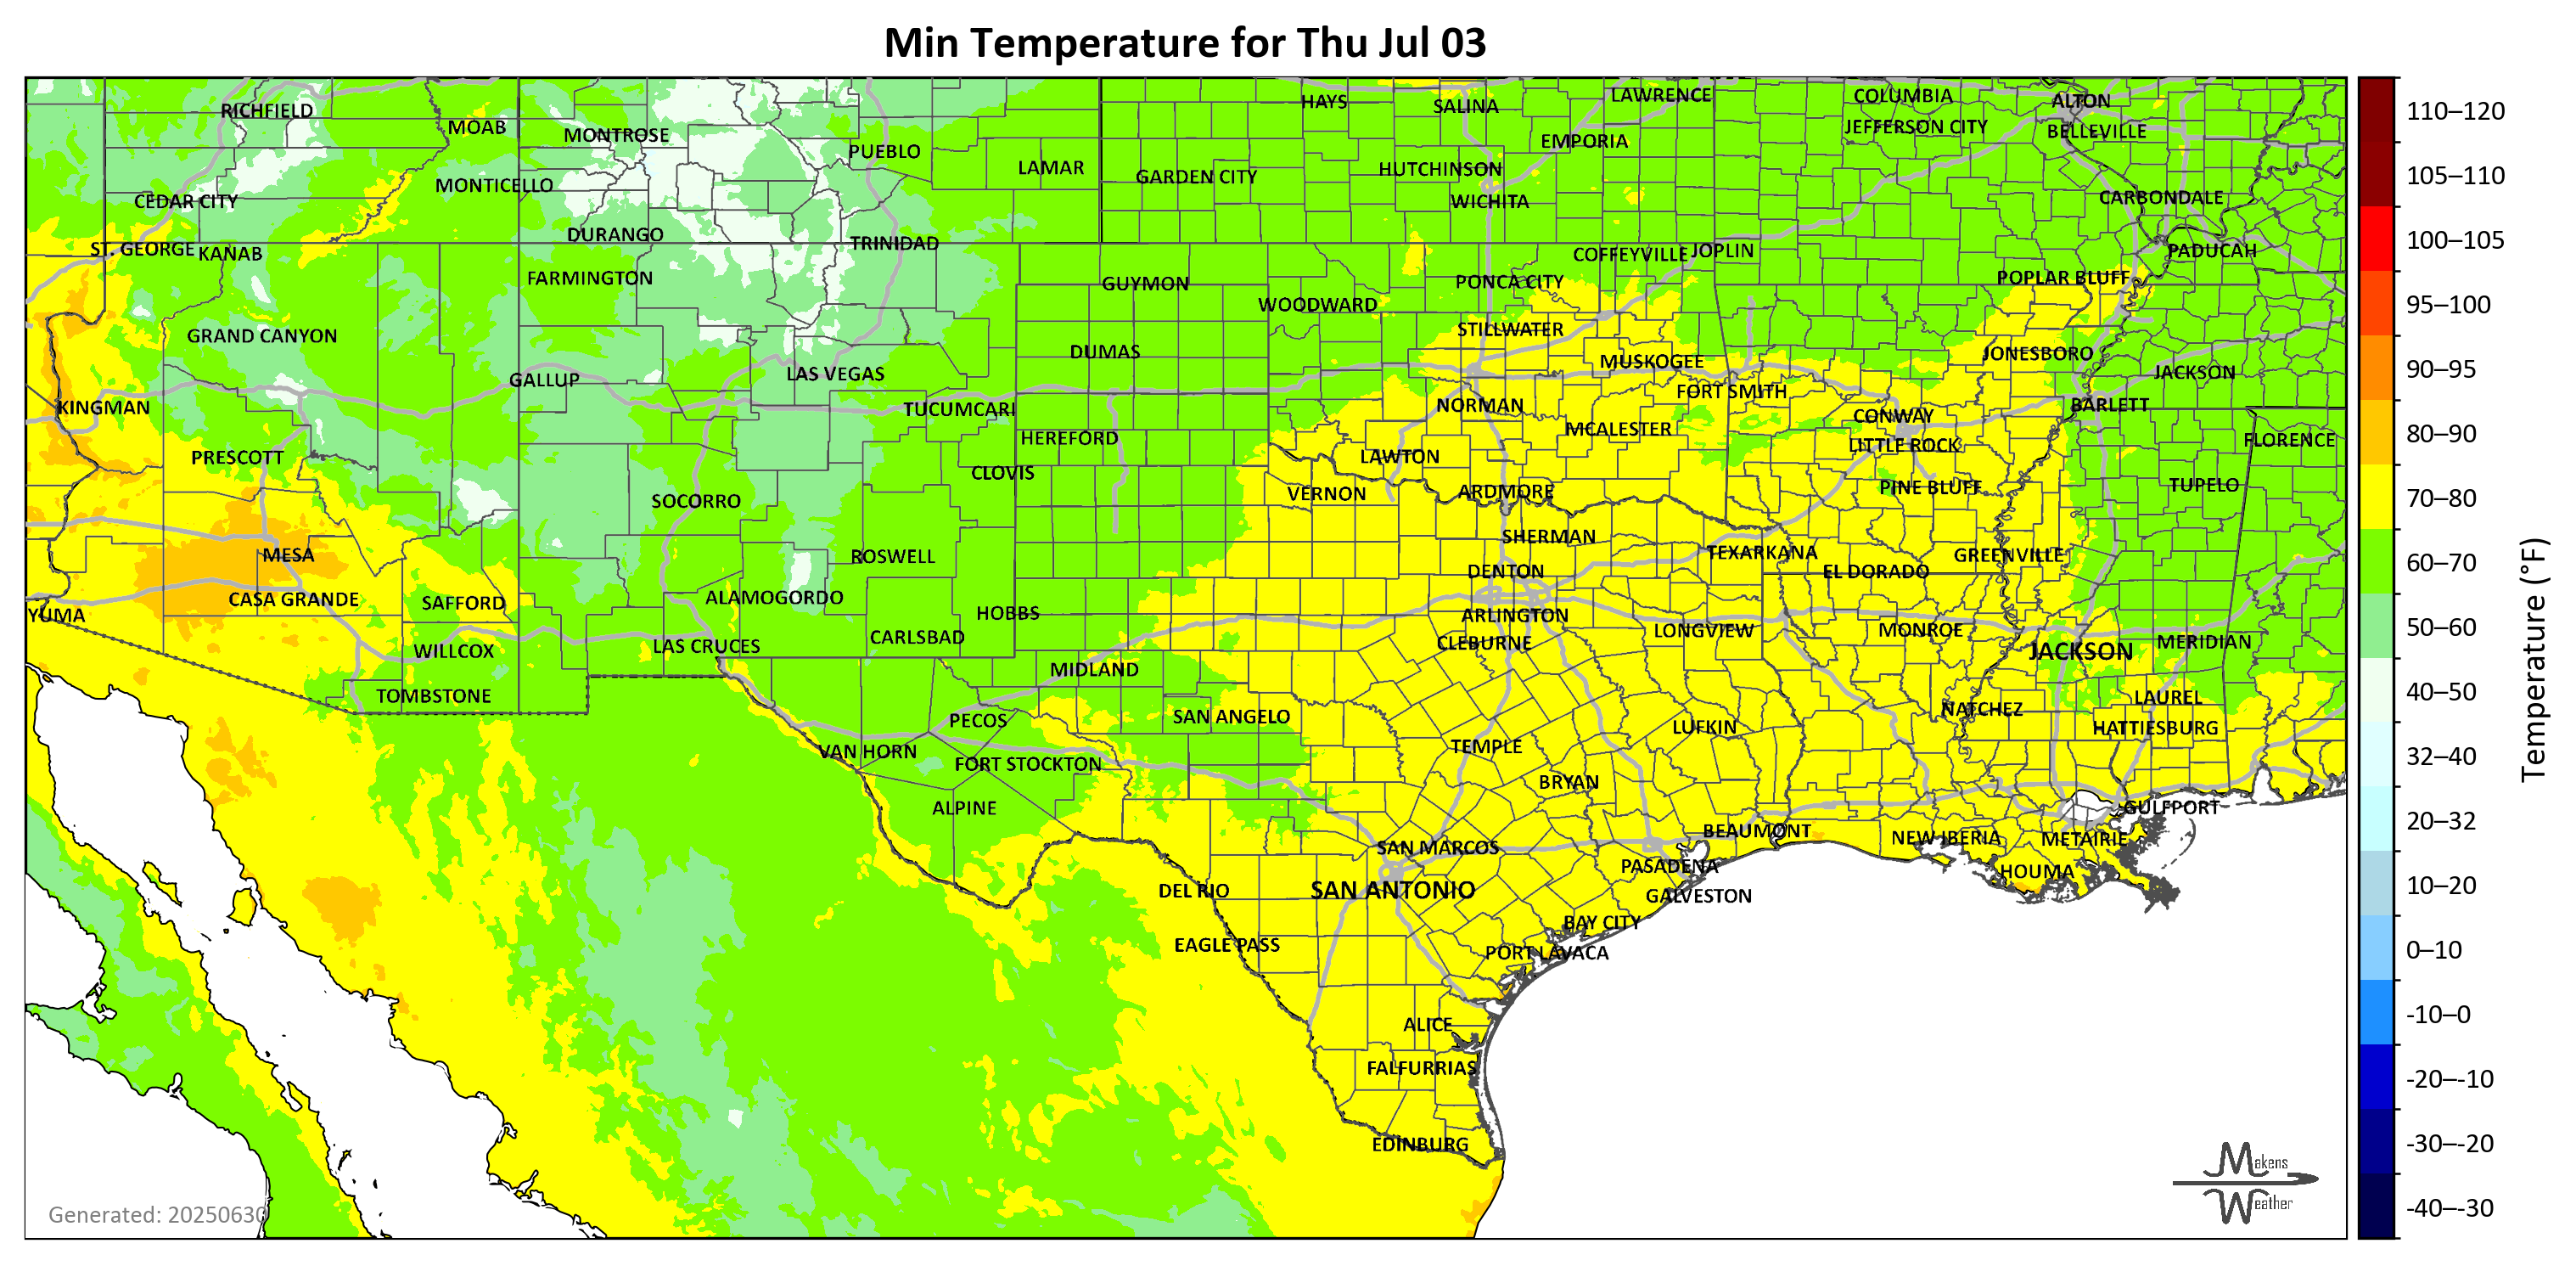 Min Temperature for Thu Jul 03
RICHFIELD
MOAB
MONTROSE
PUEBLO
LAMAR
HAYS
SALINA
LAWRENCE
COLUMBIA
ALTON
JEFFERSON CITY
BELLEVILLE
EMPORIA
GARDEN CITY
HUTCHINSON
WICHITA
CARBONDALE
CEDAR CITY
MONTICELLO
DURANGO
TRINIDAD
ST. GEORGE
KANAB
FARMINGTON
GUYMON
WOODWARD
PONCA CITY
COFFEYVILLE
JOPLIN
POPLAR BLUFF
PADUCAH
GRAND CANYON
STILLWATER
DUMAS
MUSKOGEE
JONESBORO
JACKSON
GALLUP
LAS VEGAS
FORT SMITH
KINGMAN
TUCUMCARI
NORMAN
CONWAY
BARLETT
HEREFORD
MCALESTER
LITTLE ROCK
FLORENCE
PRESCOTT
CLOVIS
LAWTON
SOCORRO
VERNON
ARDMORE
PINE BLUFF
TUPELO
MESA
ROSWELL
SHERMAN
TEXARKANA
GREENVILLE
DENTON
EL DORADO
CASA GRANDE
SAFFORD
ALAMOGORDO
HOBBS
ARLINGTON
YUMA
WILLCOX
LAS CRUCES
CARLSBAD
CLEBURNE
LONGVIEW
MONROE
JACKSON
MERIDIAN
TOMBSTONE
MIDLAND
LAUREL
PECOS
SAN ANGELO
NATCHEZ
HATTIESBURG
VAN HORN
FORT STOCKTON
TEMPLE
LUFKIN
BRYAN
ALPINE
GULFPORT
BEAUMONT
NEW IBERIA
METAIRIE
SAN MARCOS
PASADENA
HOUMA
DEL RIO
SAN ANTONIO
GALVESTON
EAGLE PASS
BAY CITY
PORT LAVACA
ALICE
FALFURRIAS
EDINBURG
Generated: 20250630
Makens
Weather
110–120
105–110
100–105
95–100
90–95
80–90
70–80
60–70
50–60
40–50
32–40
20–32
10–20
0–10
-10–0
-20–-10
-30–-20
-40–-30
Temperature (°F)